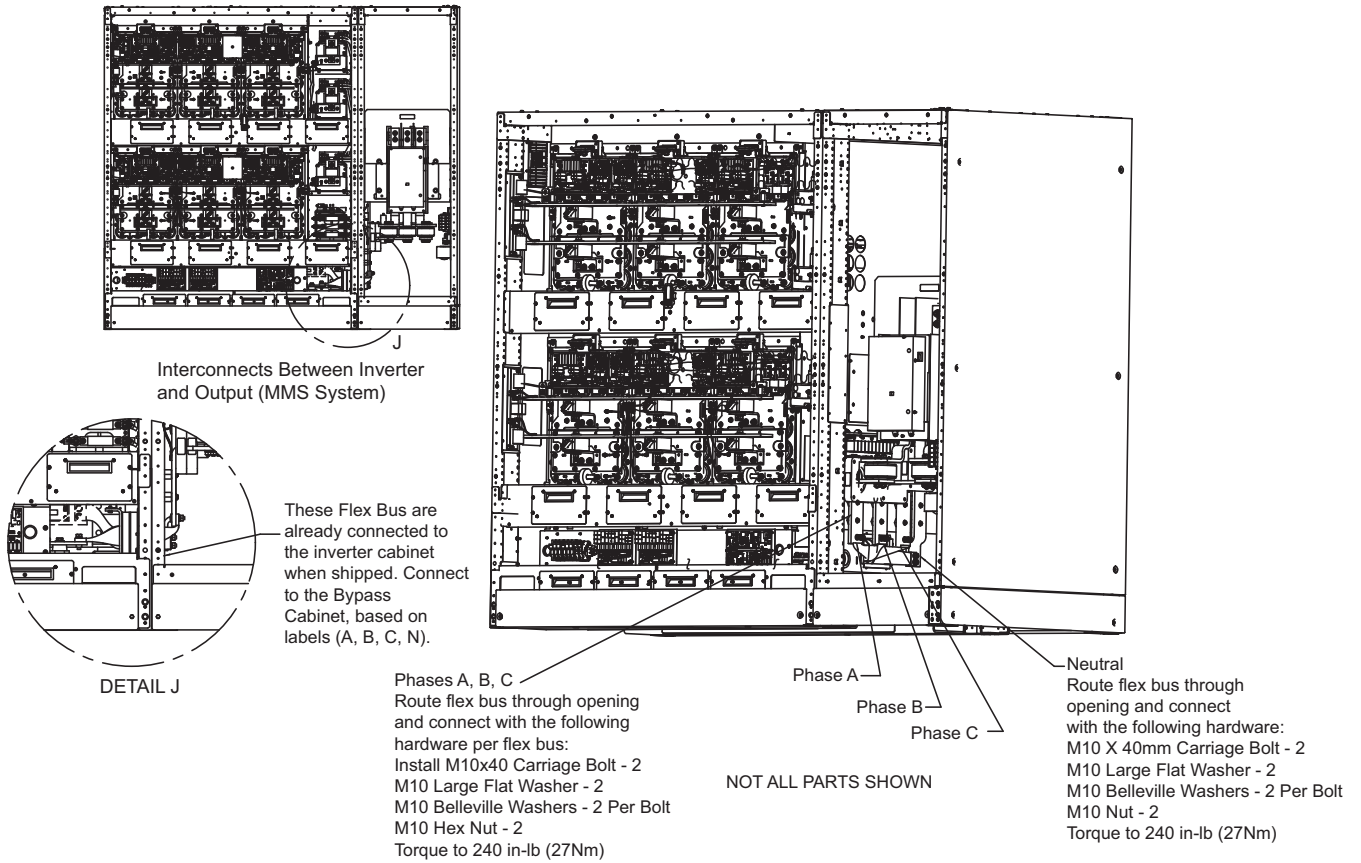 J
Interconnects Between Inverter
and Output (MMS System)
These Flex Bus are
already connected to
the inverter cabinet
when shipped. Connect
to the Bypass
Cabinet, based on
labels (A, B, C, N).
DETAIL J
Phases A, B, C
Route flex bus through opening
and connect with the following
hardware per flex bus:
Install M10x40 Carriage Bolt - 2
M10 Large Flat Washer - 2
M10 Belleville Washers - 2 Per Bolt
M10 Hex Nut - 2
Torque to 240 in-lb (27Nm)
Phase A
Phase B
Phase C
NOT ALL PARTS SHOWN
Neutral
Route flex bus through
opening and connect
with the following hardware:
M10 X 40mm Carriage Bolt - 2
M10 Large Flat Washer - 2
M10 Belleville Washers - 2 Per Bolt
M10 Nut - 2
Torque to 240 in-lb (27Nm)